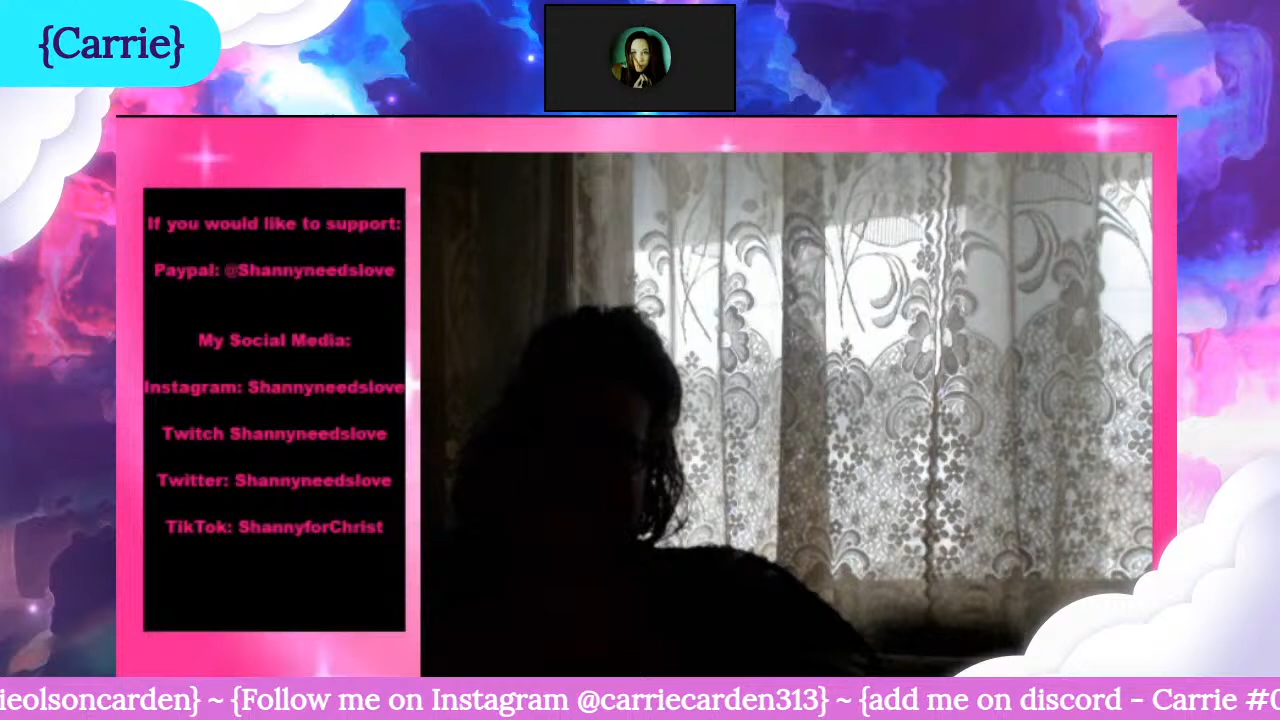 {Carrie}
If you would like to support:
Paypal: @Shannyneedslove
My Social Media:
Instagram: Shannyneedslove
Twitch Shannyneedslove
Twitter: Shannyneedslove
TikTok: ShannyforChrist
ieolsoncarden} ~ {Follow me on Instagram @carriecarden313} ~ {add me on discord - Carrie #